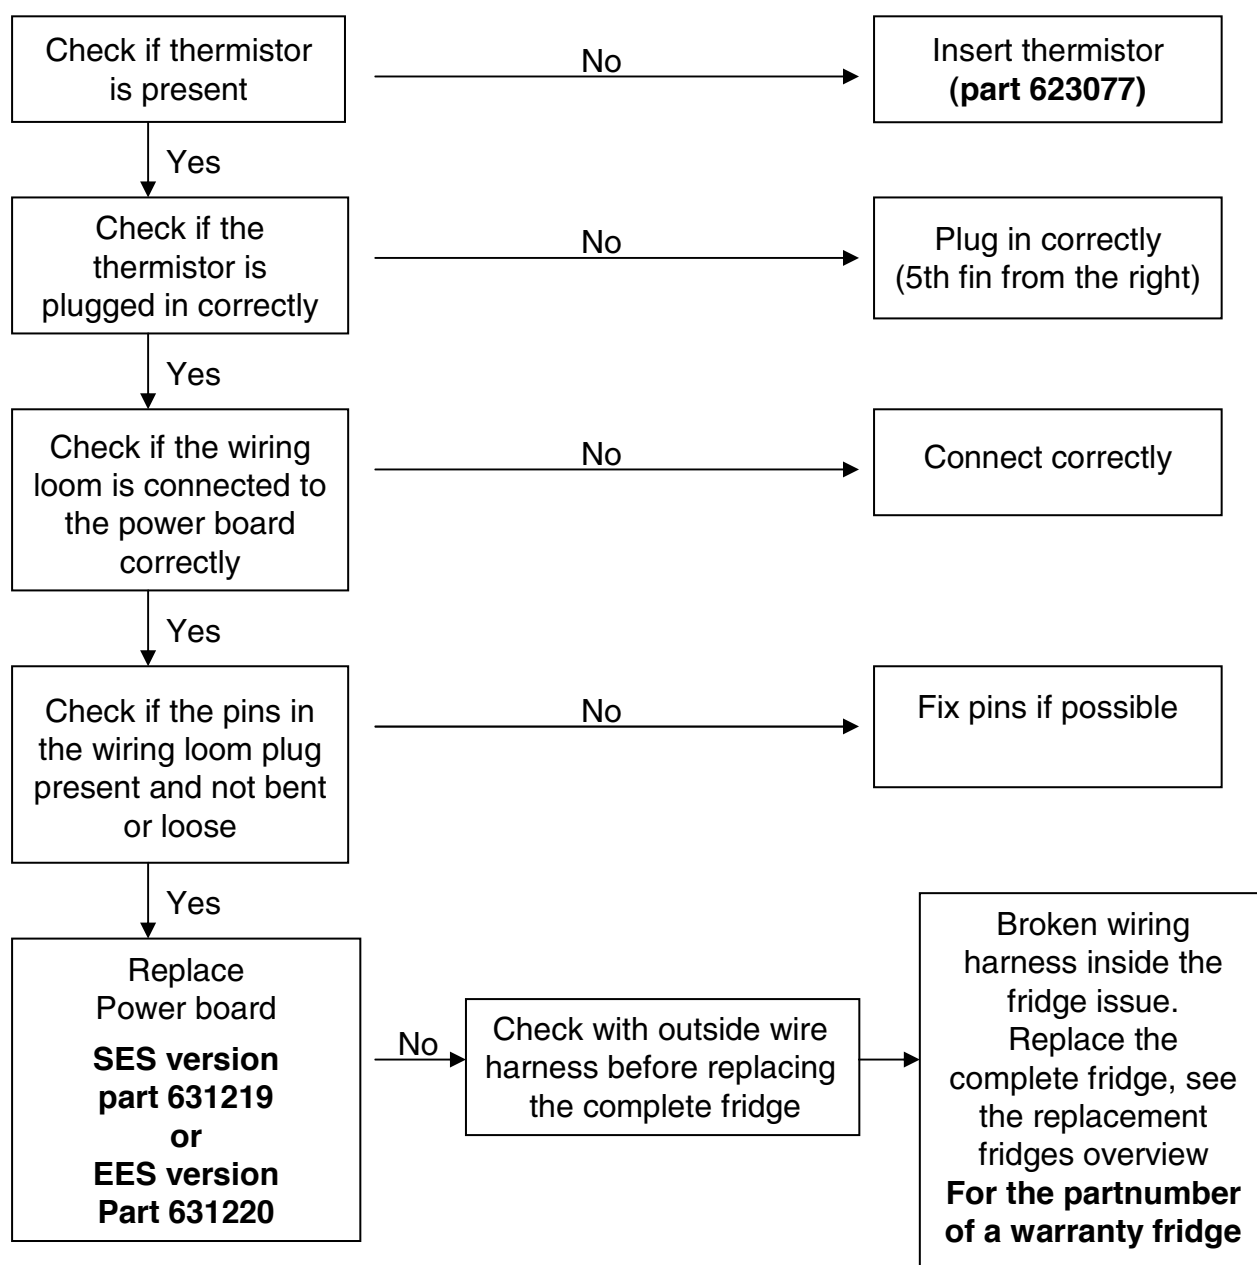 Check if thermistor
is present
No
Insert thermistor
(part 623077)
Yes
Check if the
thermistor is
plugged in correctly
No
Plug in correctly
(5th fin from the right)
Yes
Check if the wiring
loom is connected to
the power board
correctly
No
Connect correctly
Yes
Check if the pins in
the wiring loom plug
present and not bent
or loose
No
Fix pins if possible
Yes
Replace
Power board
SES version
part 631219
or
EES version
Part 631220
No
Check with outside wire
harness before replacing
the complete fridge
Broken wiring
harness inside the
fridge issue.
Replace the
complete fridge, see
the replacement
fridges overview
For the partnumber
of a warranty fridge